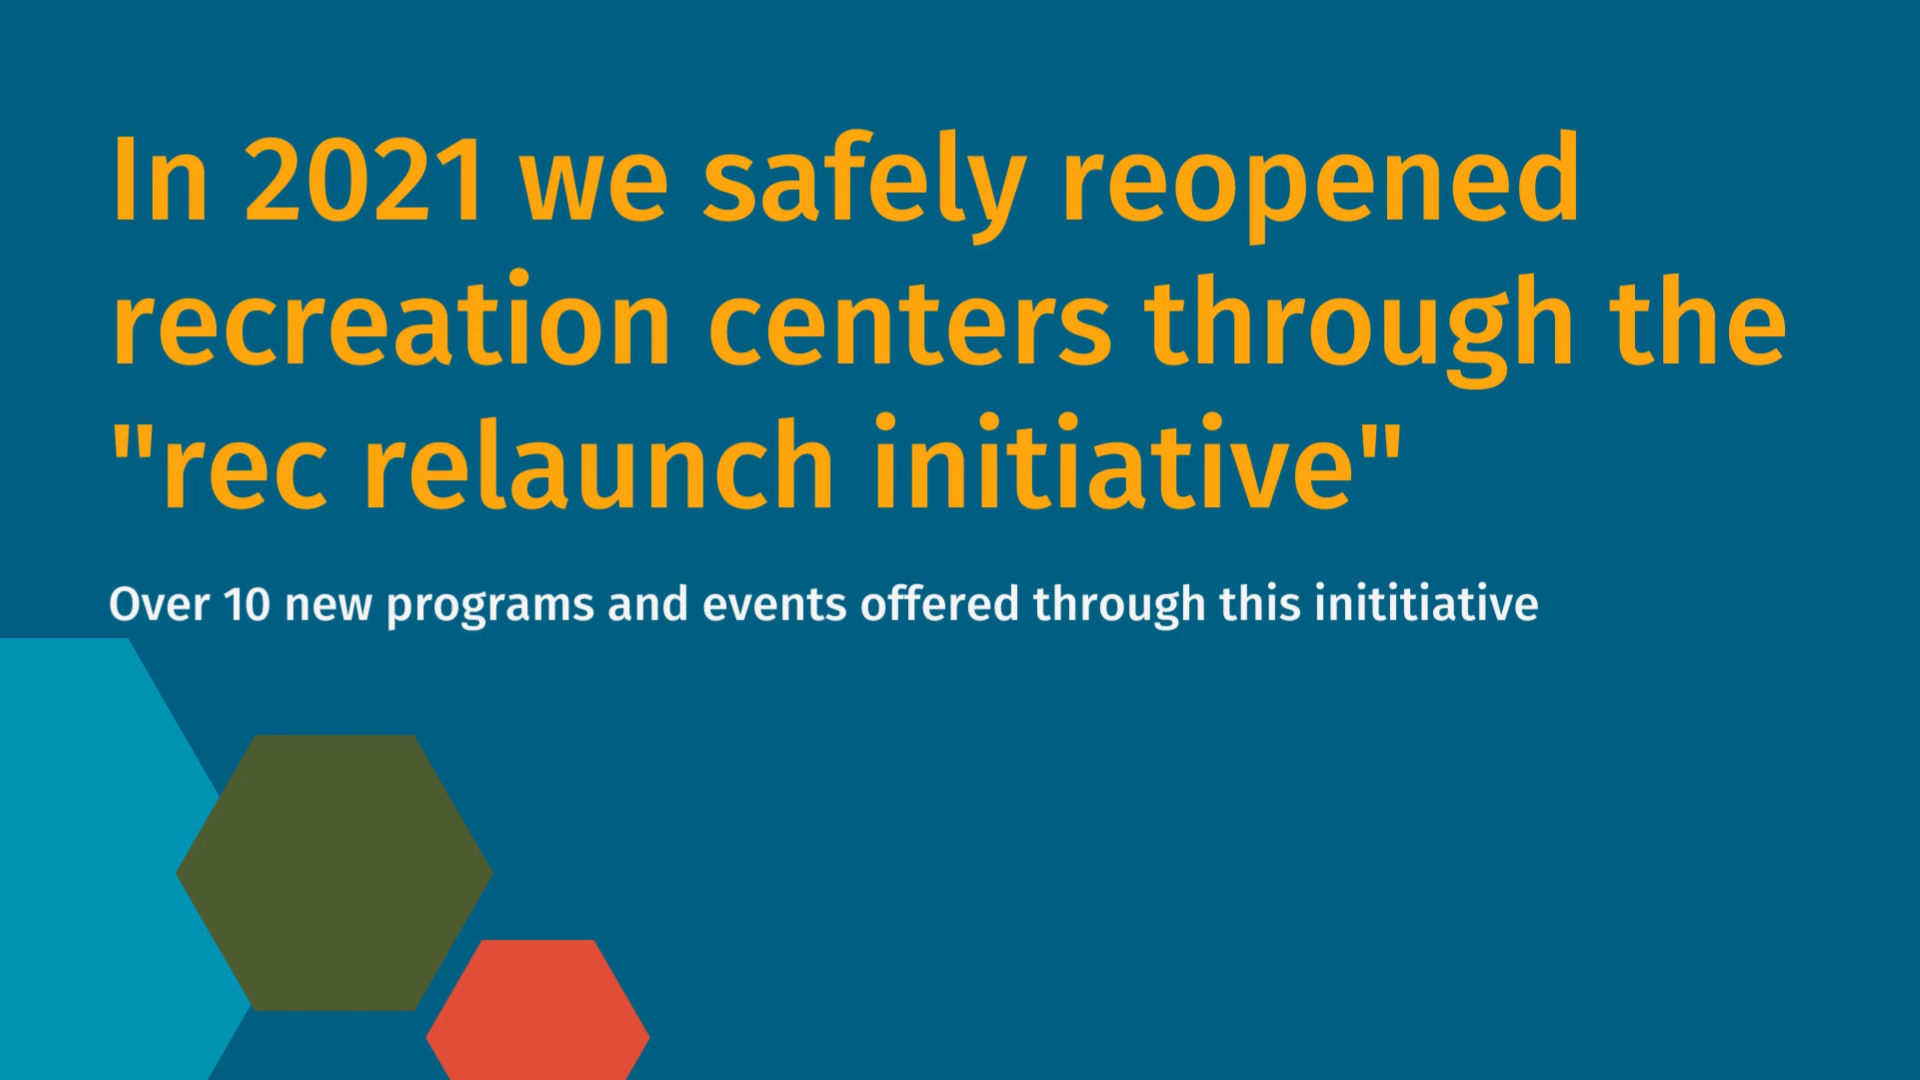 In 2021 we safely reopened
recreation centers through the
"rec relaunch initiative"
Over 10 new programs and events offered through this inititiative